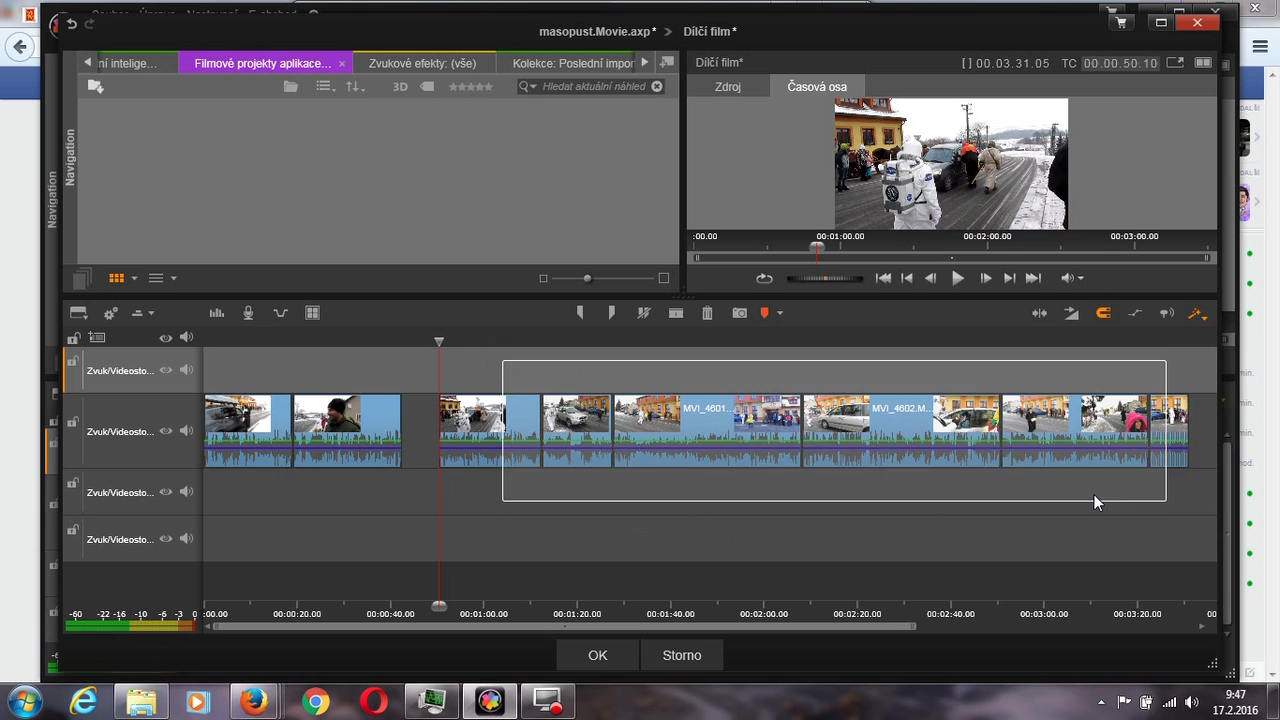 masopust.Movie.axp * > Dílčí film *
ní intelige...
Filmové projekty aplikace... ×
Zvukové efekty: (vše)
Kolekce: Poslední impor
Dílčí film*
[ ] 00.03.31.05 TC 00.00.50.10
3D
Hledat aktuální náhled
Zdroj
Časová osa
Navigation
Navigation
:00.00 00:01:00.00 00:02:00.00 00:03:00.00
Zvuk/Videosto...
Zvuk/Videosto...
MVI_4601...
MVI_4602.M...
Zvuk/Videosto...
Zvuk/Videosto...
-60 -22 -16 -10 -6 -3 0
:00.00 00:00:20.00 00:00:40.00 00:01:00.00 00:01:20.00 00:01:40.00 00:02:00.00 00:02:20.00 00:02:40.00 00:03:00.00 00:03:20.00 00
OK
Storno
min.
min.
hod.
9:47
17.2.2016